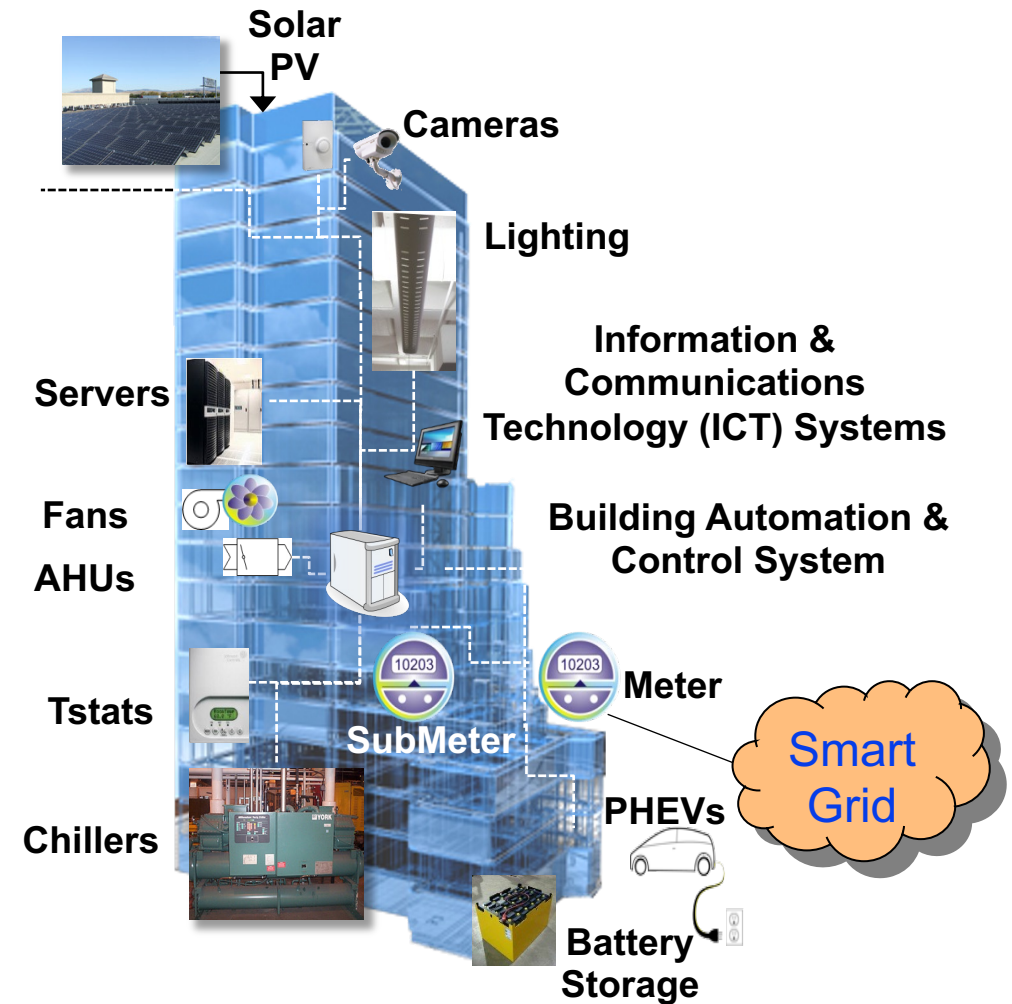 Solar
PV
Cameras
Lighting
Information &
Communications
Technology (ICT) Systems
Servers
Fans
Building Automation &
Control System
AHUs
10203
10203
Meter
Tstats
SubMeter
Smart
Grid
YORK
PHEVs
Chillers
Battery
Storage